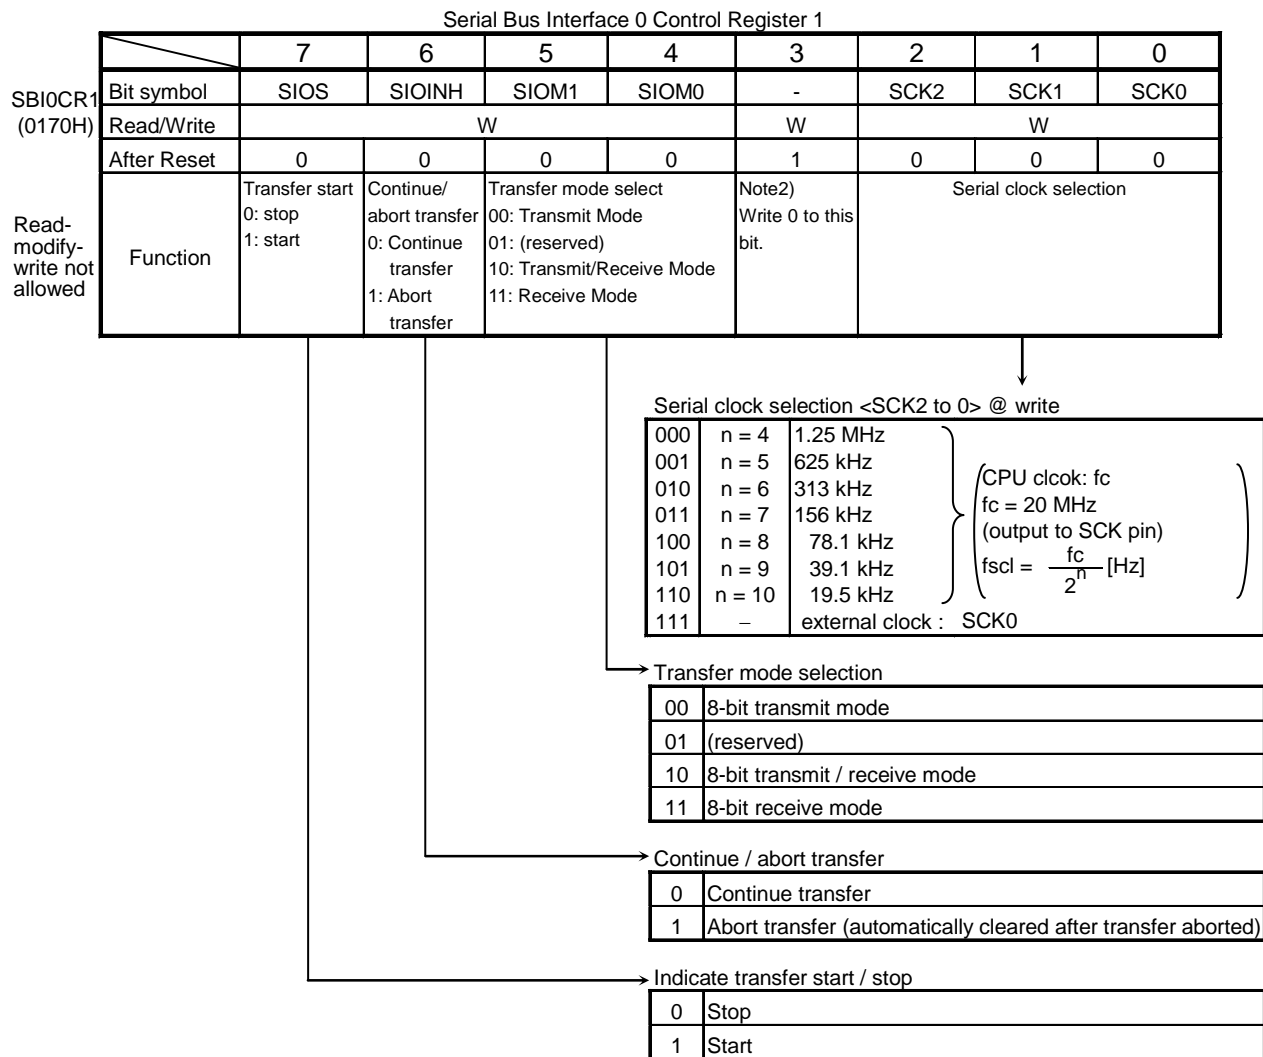 Serial Bus Interface 0 Control Register 1
7 6 5 4 3 2 1 0
SBI0CR1
(0170H)
Bit symbol SIOS SIOINH SIOM1 SIOM0 - SCK2 SCK1 SCK0
Read/Write W W W
After Reset 0 0 0 0 1 0 0 0
Read-
modify-
write not
allowed
Function
Transfer start
0: stop
1: start
Continue/
abort transfer
0: Continue
transfer
1: Abort
transfer
Transfer mode select
00: Transmit Mode
01: (reserved)
10: Transmit/Receive Mode
11: Receive Mode
Note2)
Write 0 to this
bit.
Serial clock selection
Serial clock selection <SCK2 to 0> @ write
000 n = 4 1.25 MHz
001 n = 5 625 kHz
010 n = 6 313 kHz
011 n = 7 156 kHz
100 n = 8 78.1 kHz
101 n = 9 39.1 kHz
110 n = 10 19.5 kHz
111 – external clock : SCK0
CPU clcok: fc
fc = 20 MHz
(output to SCK pin)
fscl = fc / 2^n [Hz]
Transfer mode selection
00 8-bit transmit mode
01 (reserved)
10 8-bit transmit / receive mode
11 8-bit receive mode
Continue / abort transfer
0 Continue transfer
1 Abort transfer (automatically cleared after transfer aborted)
Indicate transfer start / stop
0 Stop
1 Start